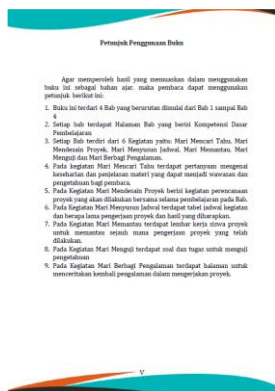 Petunjuk Penggunaan Buku
Agar memperoleh hasil yang memuaskan dalam menggunakan
buku ini sebagai bahan ajar, maka pembaca dapat menggunakan
petunjuk berikut ini:
1. Buku ini terdari 4 Bab yang berurutan dimulai dari Bab 1 sampai Bab
4
2. Setiap bab terdapat Halaman Bab yang berisi Kompetensi Dasar
Pembelajaran
3. Setiap Bab terdiri dari 6 Kegiatan yaitu: Mari Mencari Tahu, Mari
Mendesain Proyek, Mari Menyusun Jadwal, Mari Memantau, Mari
Menguji dan Mari Berbagi Pengalaman.
4. Pada kegiatan Mari Mencari Tahu terdapat pertanyaan mengenai
keseharian dan penjelasan materi yang dapat menjadi wawasan dan
pengetahuan bagi pembaca.
5. Pada Kegiatan Mari Mendesain Proyek berisi kegiatan perencanaan
proyek yang akan dilakukan bersama selama pembelajaran pada Bab.
6. Pada Kegiatan Mari Menyusun Jadwal terdapat tabel jadwal kegiatan
dan berapa lama pengerjaan proyek dan hasil yang diharapkan.
7. Pada Kegiatan Mari Memantau terdapat lembar kerja siswa proyek
untuk memantau sejauh mana pengerjaan proyek yang telah
dilakukan.
8. Pada Kegiatan Mari Menguji terdapat soal dan tugas untuk menguji
pengetahuan
9. Pada Kegiatan Mari Berbagi Pengalaman terdapat halaman untuk
menceritakan kembali pengalaman dalam mengerjakan proyek.
V